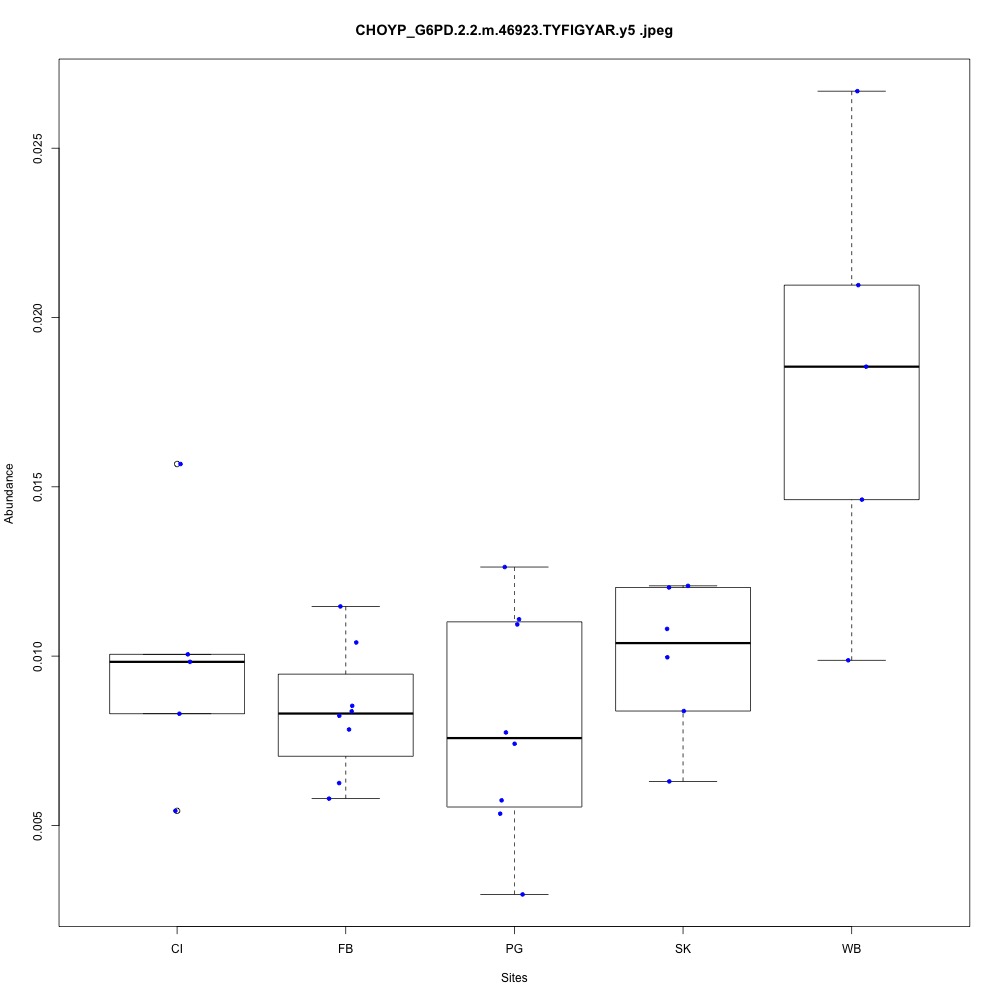 CHOYP_G6PD.2.2.m.46923.TYFIGYAR.y5 .jpeg
0.025
0.020
0.015
0.010
0.005
Abundance
CI FB PG SK WB
Sites